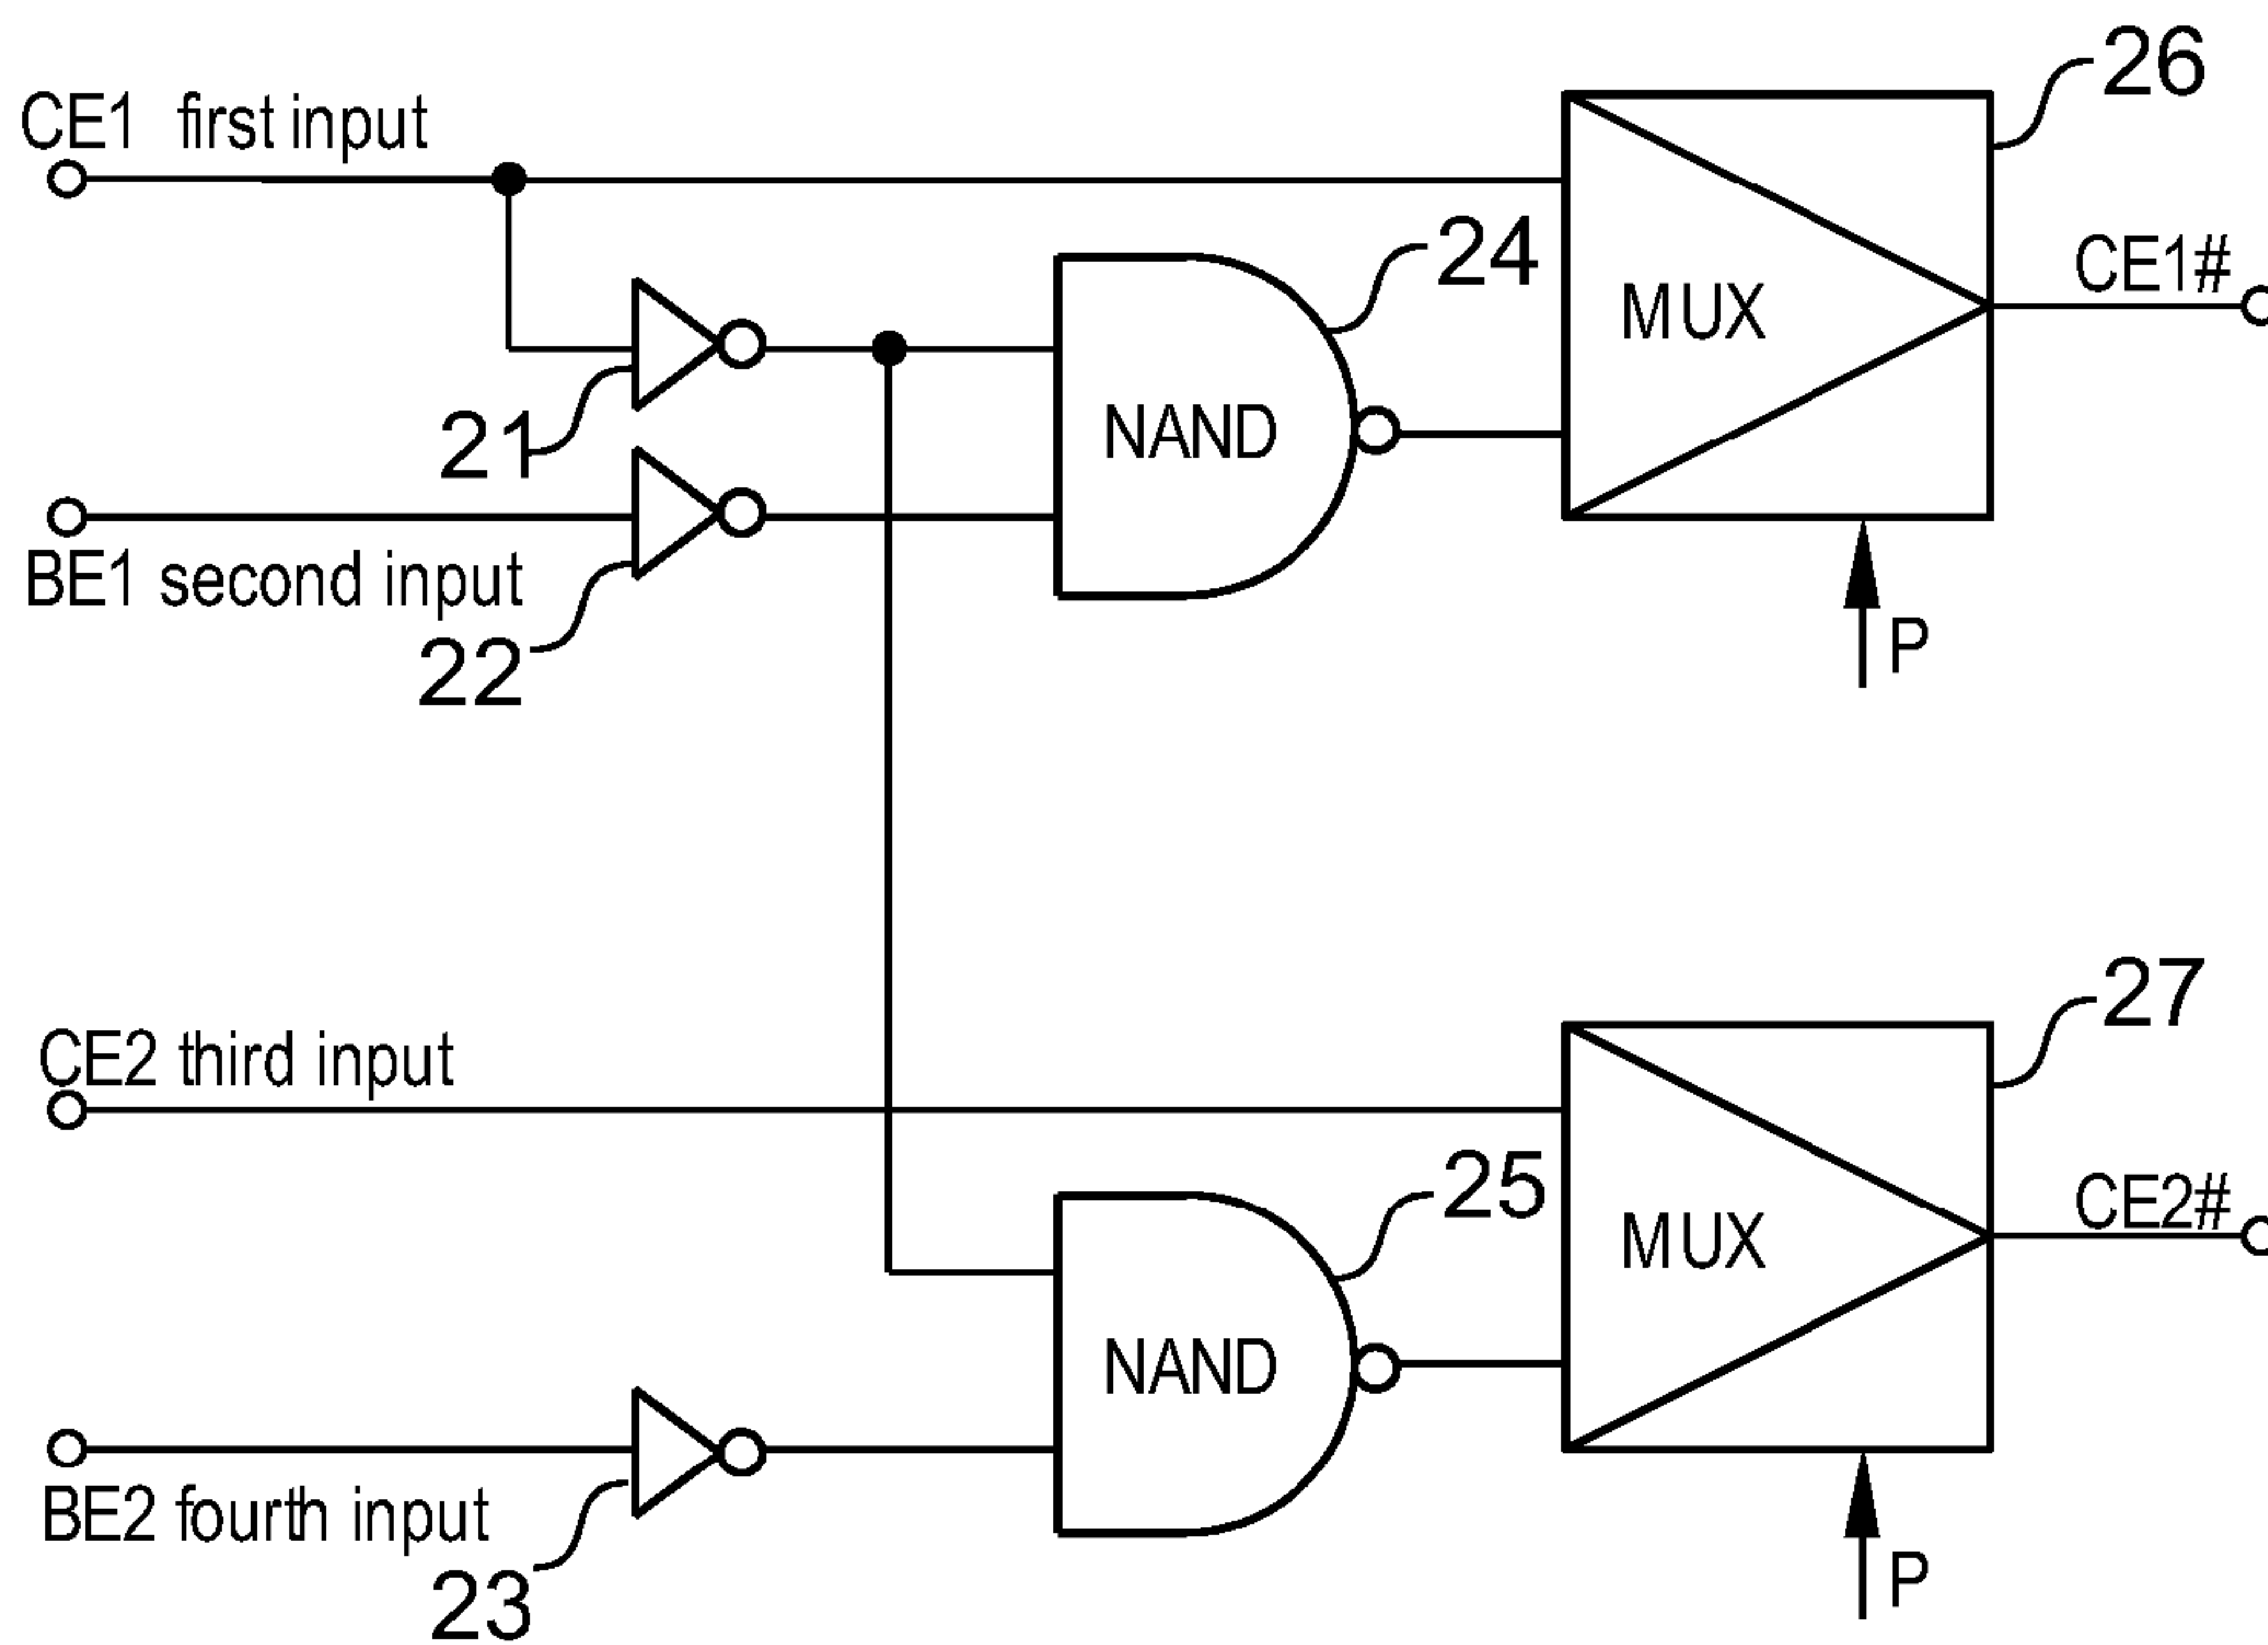 26
CE1 first input
24
CE1#
MUX
NAND
21
BE1 second input
22
P
27
CE2 third input
25
CE2#
MUX
NAND
BE2 fourth input
23
P